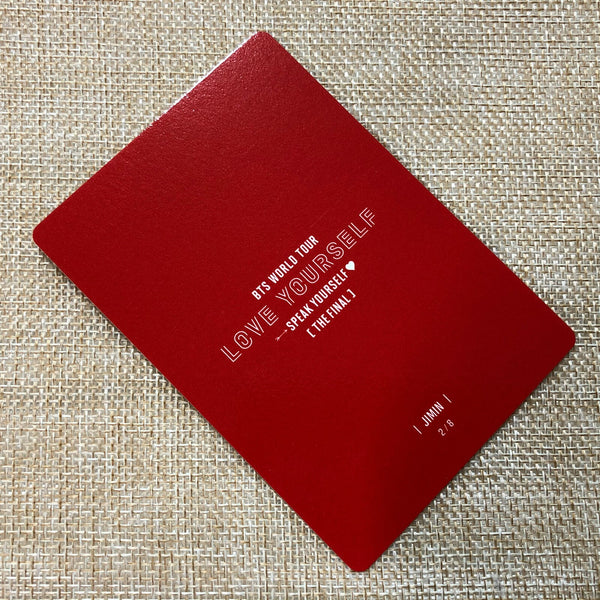 BTS WORLD TOUR
LOVE YOURSELF
SPEAK YOURSELF
[THE FINAL]
| JIMIN |
2/8